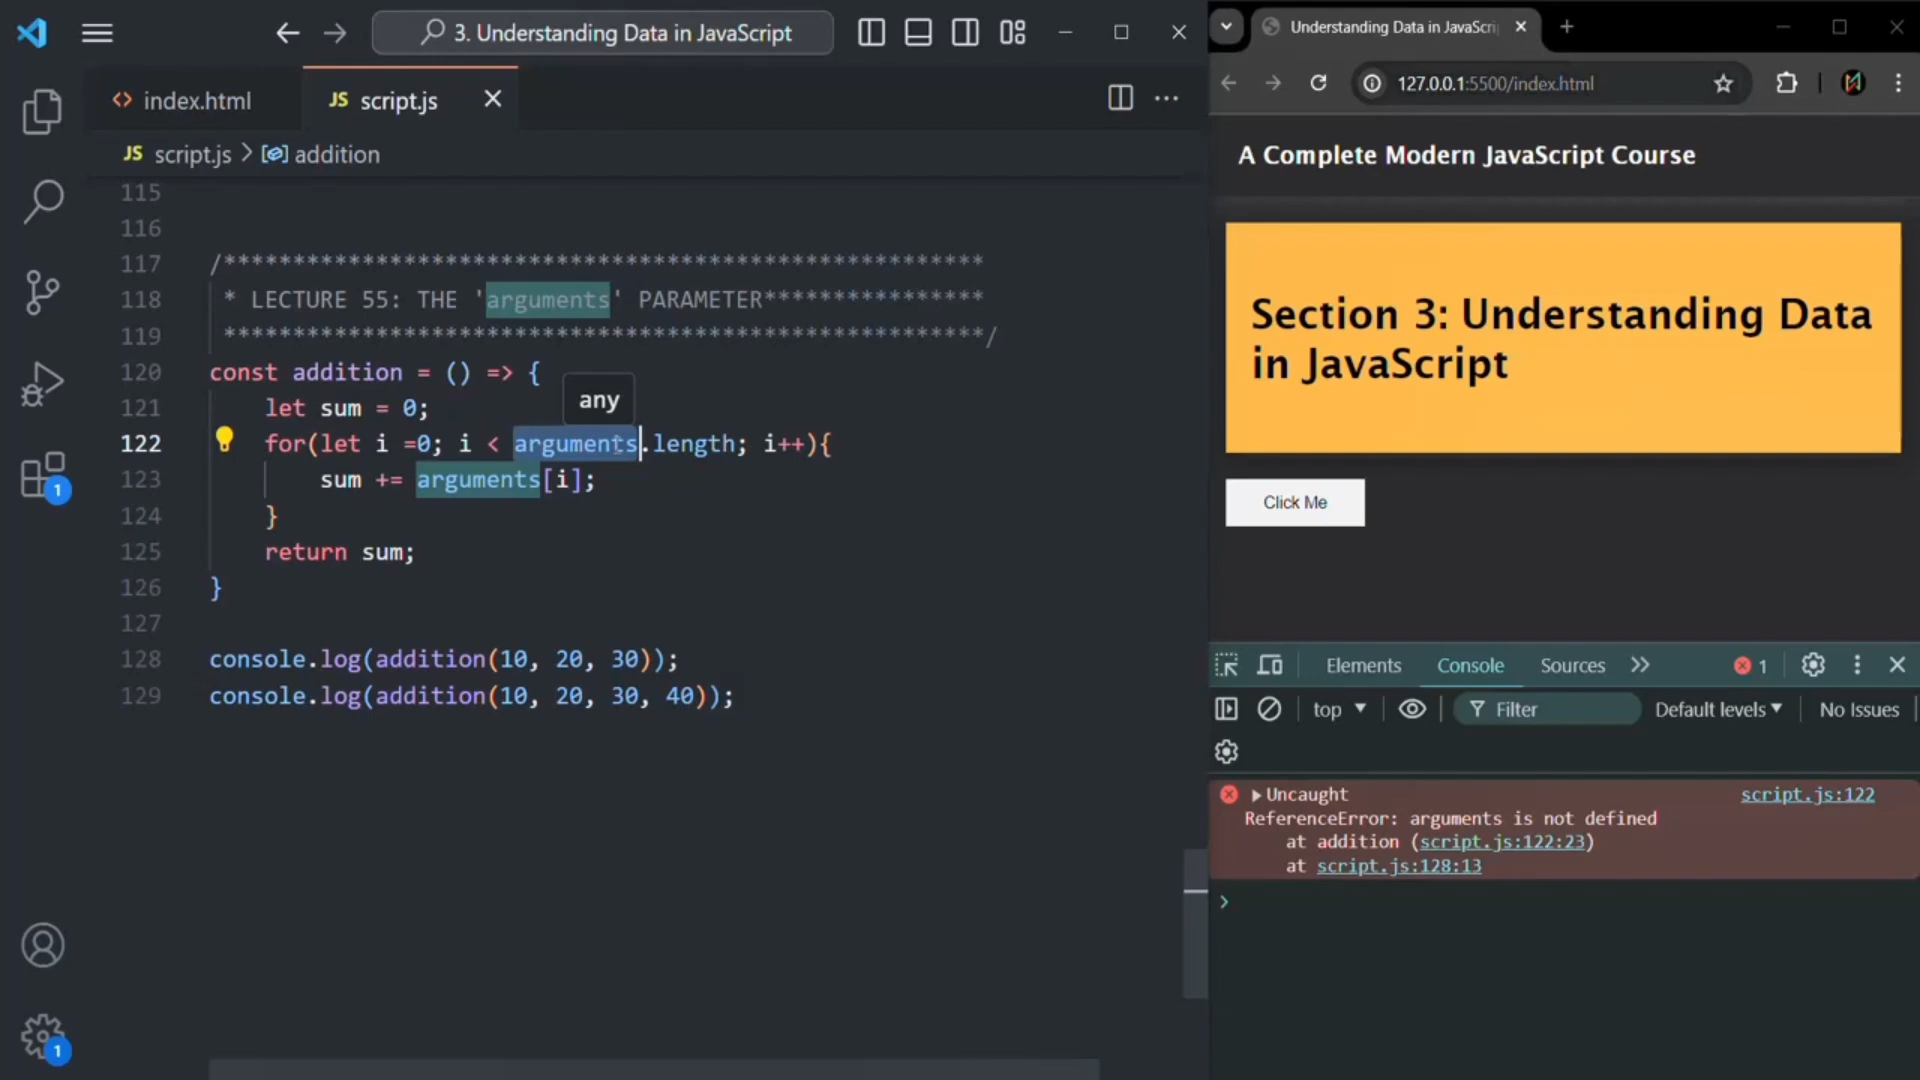 3. Understanding Data in JavaScript
index.html
JS script.js
JS script.js > addition
115
116
117 /*******************************************************
118 * LECTURE 55: THE 'arguments' PARAMETER****************
119 *******************************************************/
120 const addition = () => {
any
121 let sum = 0;
122 for(let i =0; i < arguments.length; i++){
123 sum += arguments[i];
124 }
125 return sum;
126 }
127
128 console.log(addition(10, 20, 30));
129 console.log(addition(10, 20, 30, 40));
1
1
Understanding Data in JavaScri
127.0.0.1:5500/index.html
A Complete Modern JavaScript Course
Section 3: Understanding Data
in JavaScript
Click Me
Elements Console Sources 1
top Filter Default levels No Issues
Uncaught script.js:122
ReferenceError: arguments is not defined
at addition (script.js:122:23)
at script.js:128:13